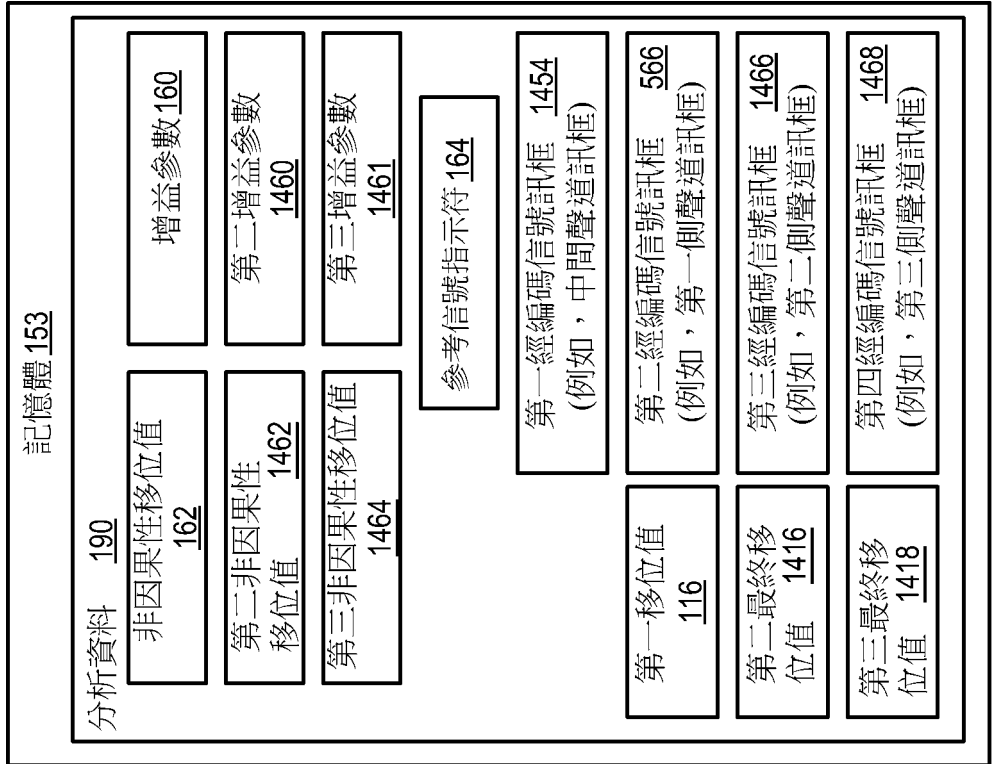 記憶體 153
分析資料 190
非因果性移位值
162
增益參數 160
第二非因果性
移位值 1462
第二增益參數
1460
第三非因果性移位值
1464
第三增益參數
1461
參考信號指示符 164
第一經編碼信號訊框 1454
(例如，中間聲道訊框)
第一移位值
116
第二經編碼信號訊框 566
(例如，第一側聲道訊框)
第二最終移
位值 1416
第三經編碼信號訊框 1466
(例如，第二側聲道訊框)
第三最終移
位值 1418
第四經編碼信號訊框 1468
(例如，第三側聲道訊框)